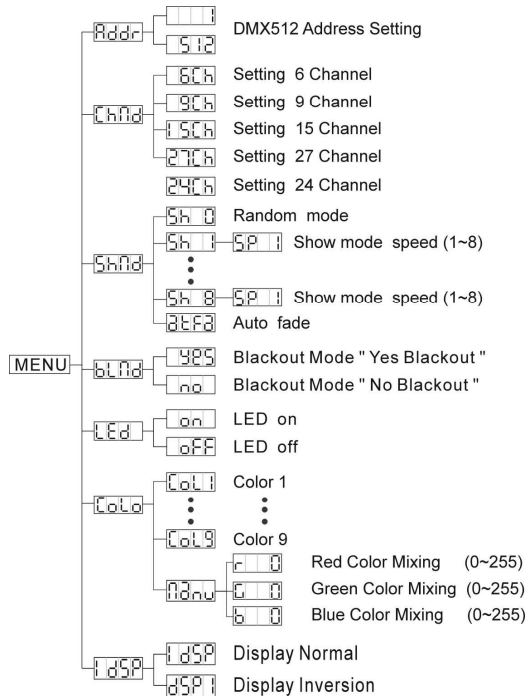 Addr
1
512
DMX512 Address Setting
ChMd
6Ch Setting 6 Channel
9Ch Setting 9 Channel
15Ch Setting 15 Channel
27Ch Setting 27 Channel
24Ch Setting 24 Channel
ShMd
Sh 0 Random mode
Sh 1 SP 1 Show mode speed (1~8)
Sh 8 SP 1 Show mode speed (1~8)
atFa Auto fade
MENU
bLMd
yes Blackout Mode " Yes Blackout "
no Blackout Mode " No Blackout "
LEd
on LED on
oFF LED off
CoLo
CoL1 Color 1
CoL9 Color 9
Manu
r 0 Red Color Mixing (0~255)
G 0 Green Color Mixing (0~255)
b 0 Blue Color Mixing (0~255)
IdSP
IdSP Display Normal
dSPI Display Inversion